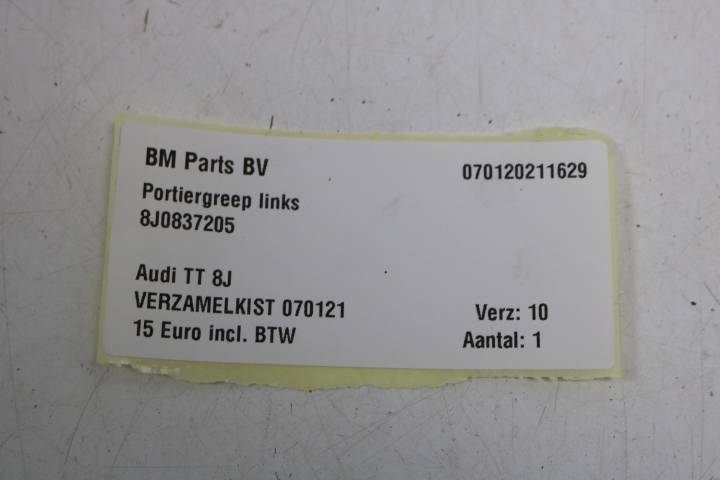 BM Parts BV 070120211629
Portiergreep links
8J0837205
Audi TT 8J
VERZAMELKIST 070121 Verz: 10
15 Euro incl. BTW Aantal: 1